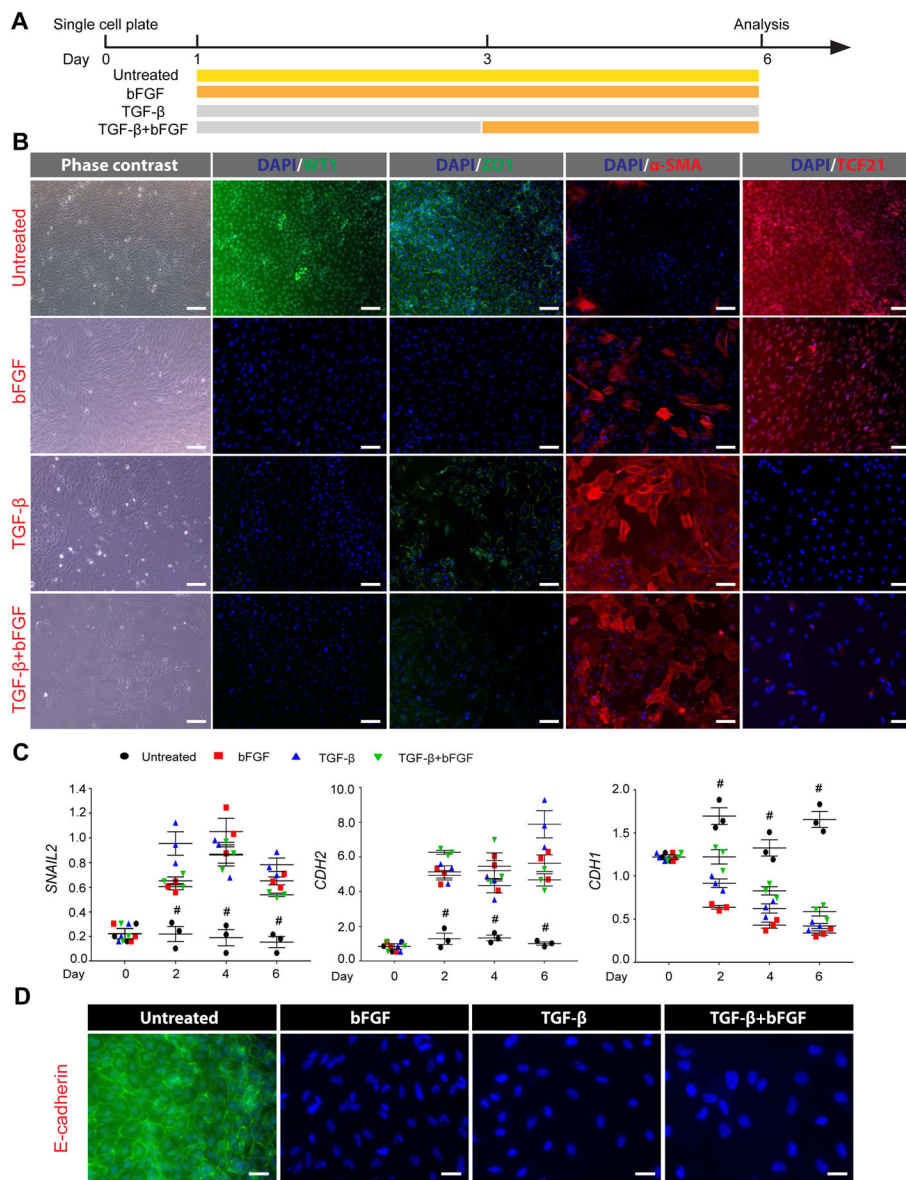 A
Single cell plate
Analysis
Day 0 1 3 6
Untreated
bFGF
TGF-β
TGF-β+bFGF
B
Phase contrast DAPI/WT1 DAPI/ZO1 DAPI/α-SMA DAPI/TCF21
Untreated
bFGF
TGF-β
TGF-β+bFGF
C
Untreated bFGF TGF-β TGF-β+bFGF
SNAIL2
1.4
1.2
1.0
0.8
0.6
0.4
0.2
0.0
# # #
Day 0 2 4 6
CDH2
10.0
8.0
6.0
4.0
2.0
0.0
# # #
Day 0 2 4 6
CDH1
2.0
1.5
1.0
0.5
0.0
# # #
Day 0 2 4 6
D
Untreated bFGF TGF-β TGF-β+bFGF
E-cadherin